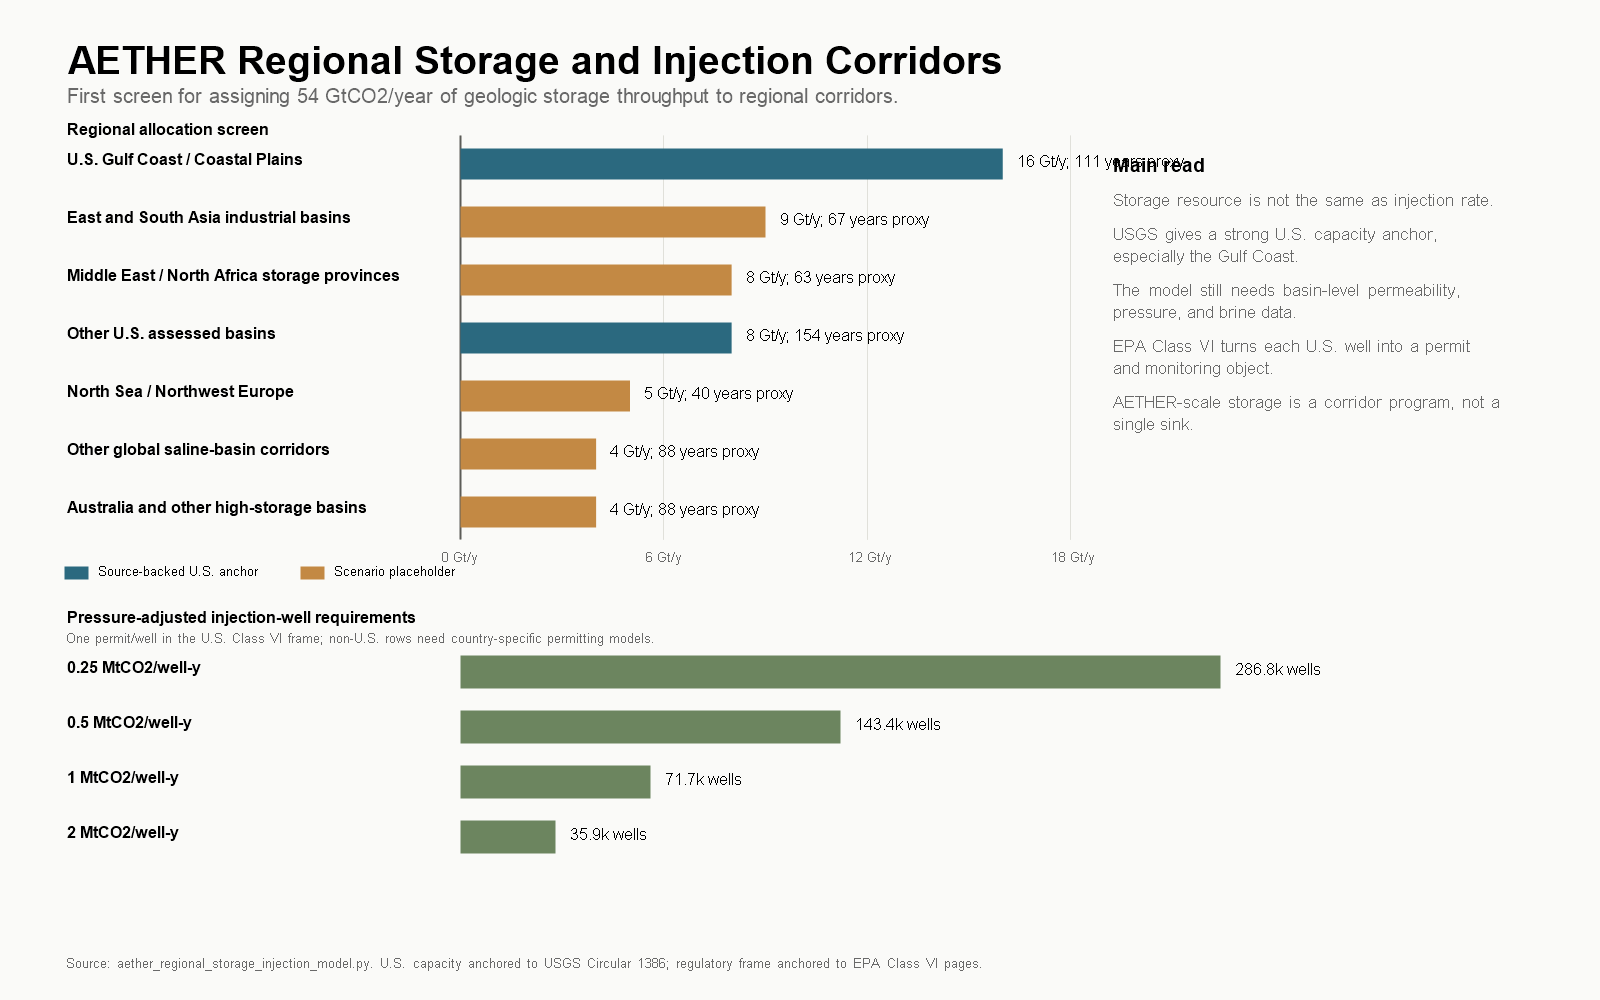 AETHER Regional Storage and Injection Corridors
First screen for assigning 54 GtCO2/year of geologic storage throughput to regional corridors.
Regional allocation screen
U.S. Gulf Coast / Coastal Plains
16 Gt/y; 111 years proxy
East and South Asia industrial basins
9 Gt/y; 67 years proxy
Middle East / North Africa storage provinces
8 Gt/y; 63 years proxy
Other U.S. assessed basins
8 Gt/y; 154 years proxy
North Sea / Northwest Europe
5 Gt/y; 40 years proxy
Other global saline-basin corridors
4 Gt/y; 88 years proxy
Australia and other high-storage basins
4 Gt/y; 88 years proxy
0 Gt/y
6 Gt/y
12 Gt/y
18 Gt/y
Source-backed U.S. anchor
Scenario placeholder
Main read
Storage resource is not the same as injection rate.
USGS gives a strong U.S. capacity anchor,
especially the Gulf Coast.
The model still needs basin-level permeability,
pressure, and brine data.
EPA Class VI turns each U.S. well into a permit
and monitoring object.
AETHER-scale storage is a corridor program, not a
single sink.
Pressure-adjusted injection-well requirements
One permit/well in the U.S. Class VI frame; non-U.S. rows need country-specific permitting models.
0.25 MtCO2/well-y
286.8k wells
0.5 MtCO2/well-y
143.4k wells
1 MtCO2/well-y
71.7k wells
2 MtCO2/well-y
35.9k wells
Source: aether_regional_storage_injection_model.py. U.S. capacity anchored to USGS Circular 1386; regulatory frame anchored to EPA Class VI pages.